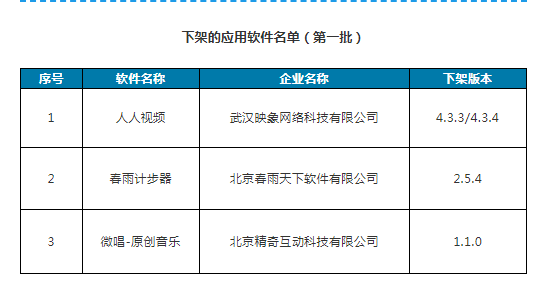 下架的应用软件名单（第一批）
序号 软件名称 企业名称 下架版本
1 人人视频 武汉映象网络科技有限公司 4.3.3/4.3.4
2 春雨计步器 北京春雨天下软件有限公司 2.5.4
3 微唱-原创音乐 北京精奇互动科技有限公司 1.1.0